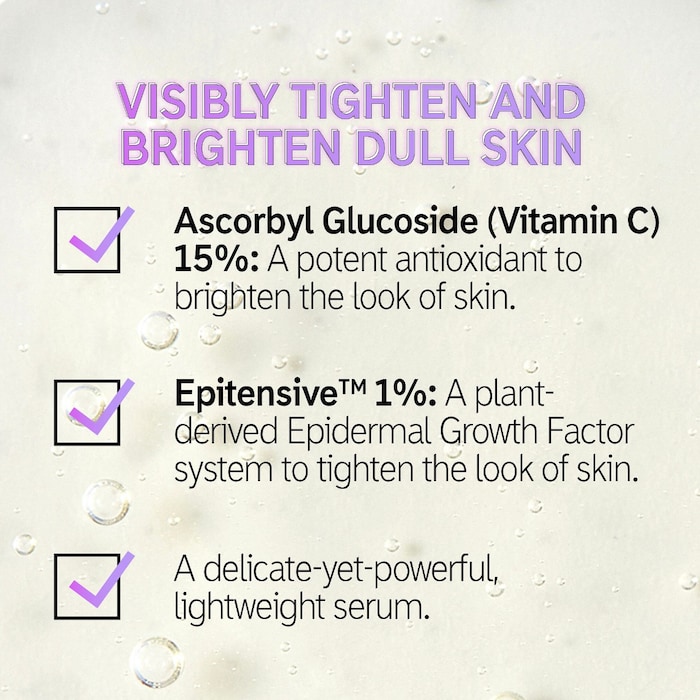 VISIBLY TIGHTEN AND
BRIGHTEN DULL SKIN
Ascorbyl Glucoside (Vitamin C)
15%: A potent antioxidant to
brighten the look of skin.
Epitensive™ 1%: A plant-
derived Epidermal Growth Factor
system to tighten the look of skin.
A delicate-yet-powerful,
lightweight serum.